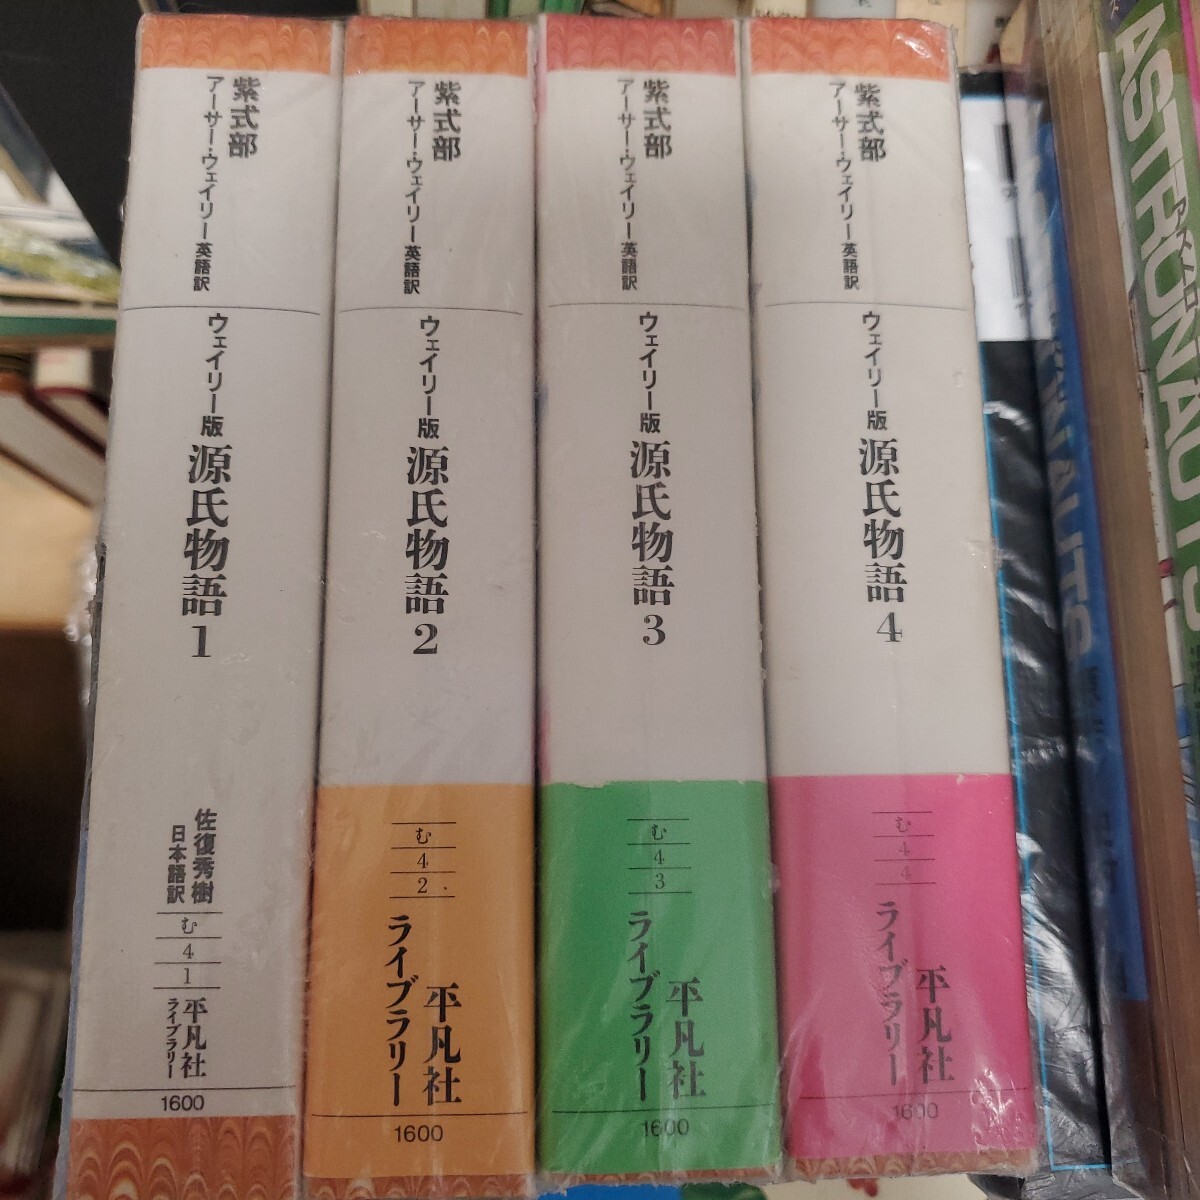 紫式部
アーサー・ウェイリー英語訳
ウェイリー版
源氏物語 1
佐復秀樹
日本語訳
む
4
1
平凡社
ライブラリー
1600
紫式部
アーサー・ウェイリー英語訳
ウェイリー版
源氏物語 2
む
4
2
平凡社
ライブラリー
1600
紫式部
アーサー・ウェイリー英語訳
ウェイリー版
源氏物語 3
む
4
3
平凡社
ライブラリー
1600
紫式部
アーサー・ウェイリー英語訳
ウェイリー版
源氏物語 4
む
4
4
平凡社
ライブラリー
1600
ASTRONAUTS